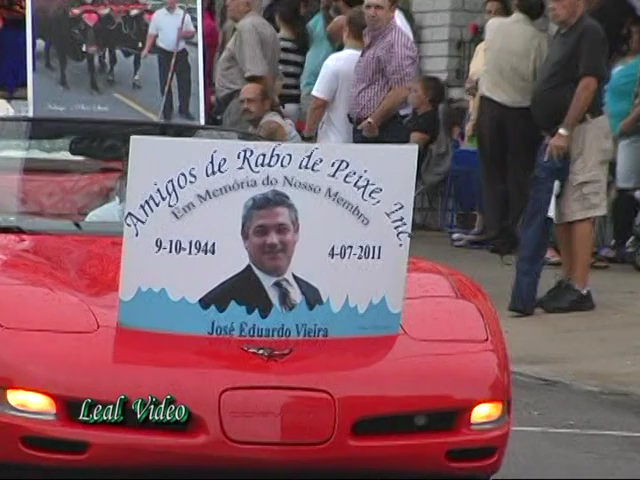 Amigos de Rabo de Peixe, Inc.
Em Memória do Nosso Membro
9-10-1944
4-07-2011
José Eduardo Vieira
CORVETTE
Leal Video